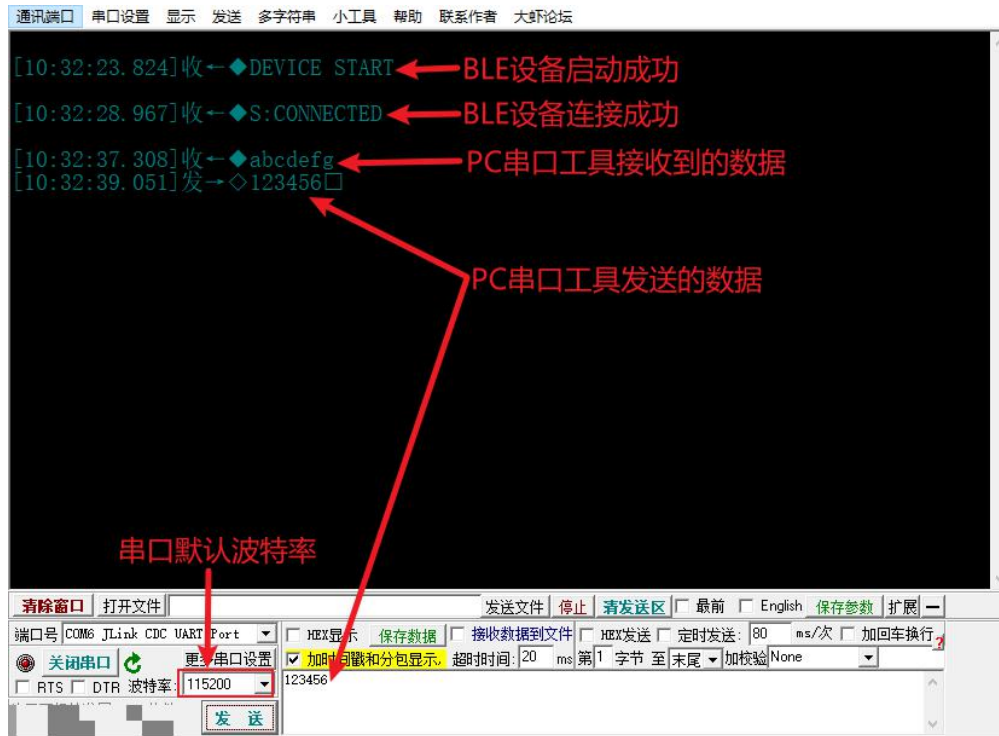 通讯端口 串口设置 显示 发送 多字符串 小工具 帮助 联系作者 大虾论坛
[10:32:23.824]收←◆DEVICE START BLE设备启动成功
[10:32:28.967]收←◆S:CONNECTED BLE设备连接成功
[10:32:37.308]收←◆abcdefg PC串口工具接收到的数据
[10:32:39.051]发→◇123456□
PC串口工具发送的数据
串口默认波特率
清除窗口 打开文件 发送文件 停止 清发送区 最前 English 保存参数 扩展 —
端口号 COM6 JLink CDC UART Port HEX显示 保存数据 接收数据到文件 HEX发送 定时发送: 80 ms/次 加回车换行 ?
关闭串口 更多串口设置 加时间戳和分包显示, 超时时间: 20 ms 第1 字节 至 末尾 加校验 None
RTS DTR 波特率: 115200 123456
发 送